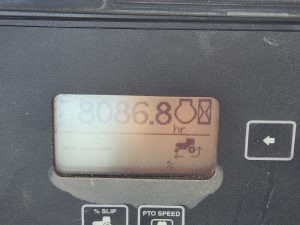 8086.8
hr.
%
% SLIP
PTO SPEED